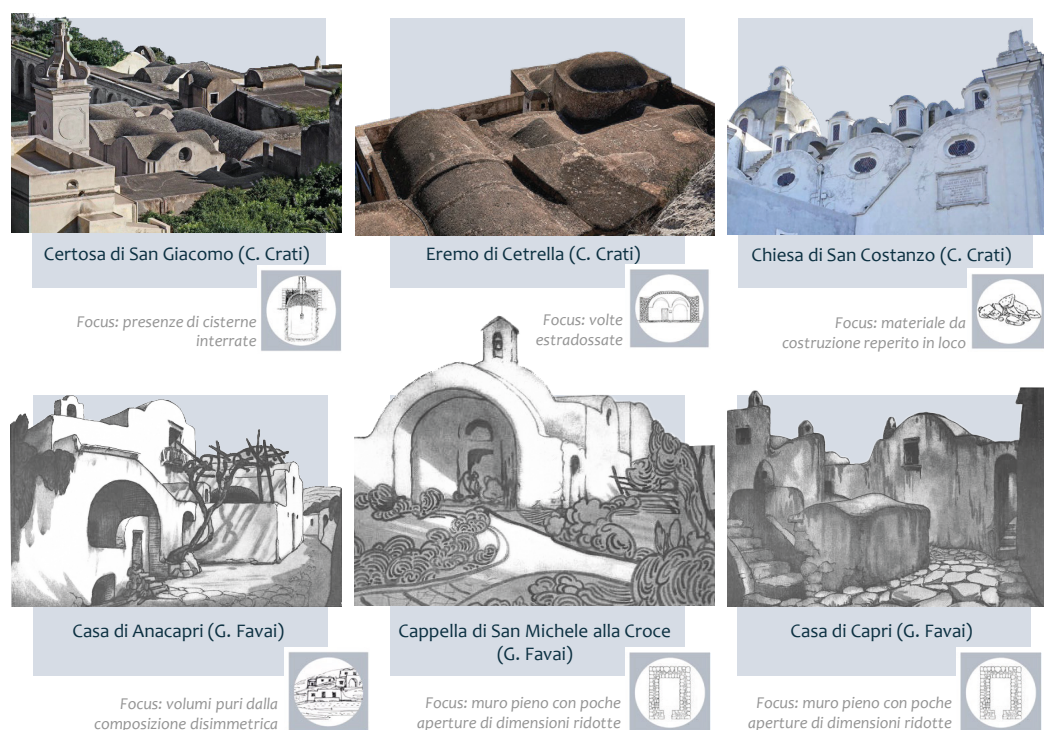 Certosa di San Giacomo (C. Crati)
Eremo di Cetrella (C. Crati)
Chiesa di San Costanzo (C. Crati)
Focus: presenze di cisterne
interrate
Focus: volte
estradossate
Focus: materiale da
costruzione reperito in loco
Casa di Anacapri (G. Favai)
Cappella di San Michele alla Croce
(G. Favai)
Casa di Capri (G. Favai)
Focus: volumi puri dalla
composizione disimmetrica
Focus: muro pieno con poche
aperture di dimensioni ridotte
Focus: muro pieno con poche
aperture di dimensioni ridotte